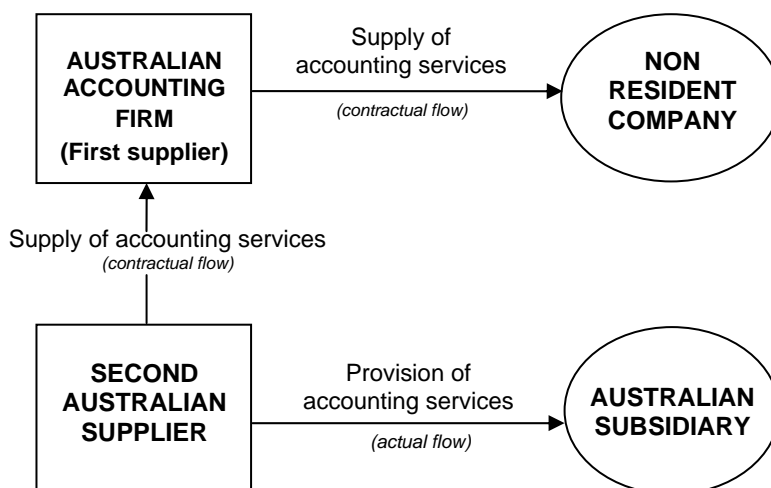 AUSTRALIAN
ACCOUNTING
FIRM
(First supplier)
Supply of
accounting services
(contractual flow)
NON
RESIDENT
COMPANY
Supply of accounting services
(contractual flow)
SECOND
AUSTRALIAN
SUPPLIER
Provision of
accounting services
(actual flow)
AUSTRALIAN
SUBSIDIARY